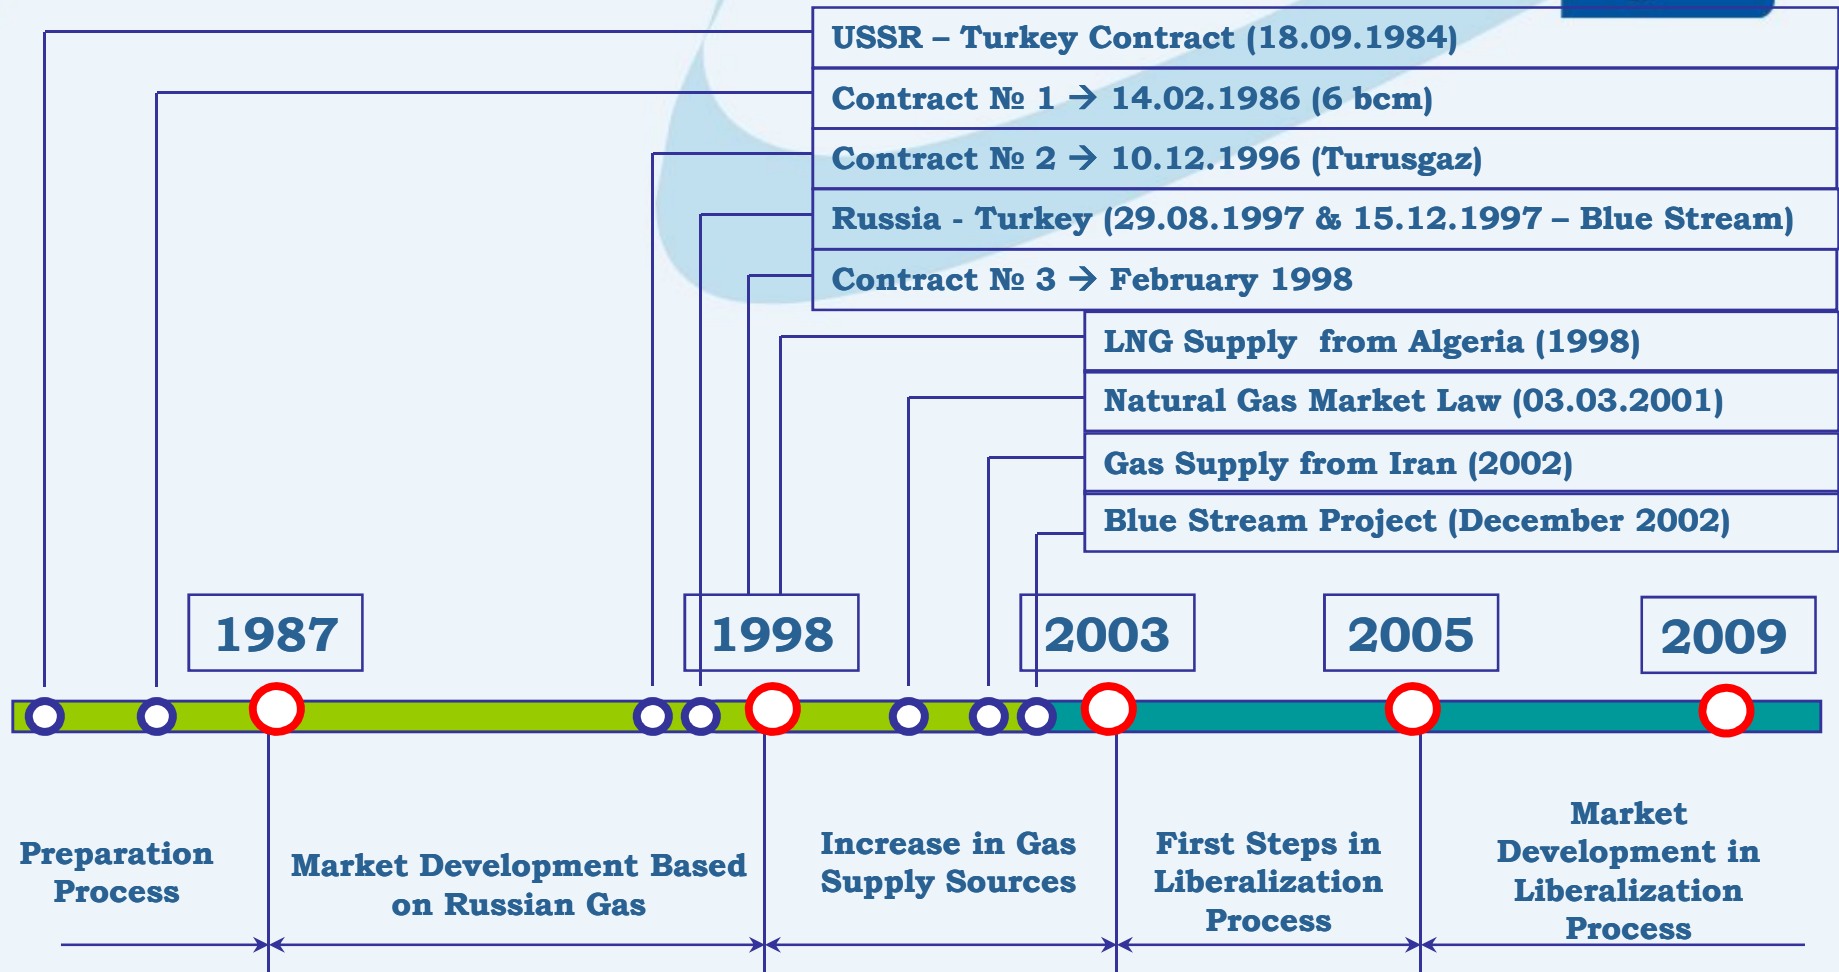 USSR – Turkey Contract (18.09.1984)
Contract № 1 → 14.02.1986 (6 bcm)
Contract № 2 → 10.12.1996 (Turusgaz)
Russia - Turkey (29.08.1997 & 15.12.1997 – Blue Stream)
Contract № 3 → February 1998
LNG Supply from Algeria (1998)
Natural Gas Market Law (03.03.2001)
Gas Supply from Iran (2002)
Blue Stream Project (December 2002)
1987
1998
2003
2005
2009
Preparation
Process
Market Development Based
on Russian Gas
Increase in Gas
Supply Sources
First Steps in
Liberalization
Process
Market
Development in
Liberalization
Process